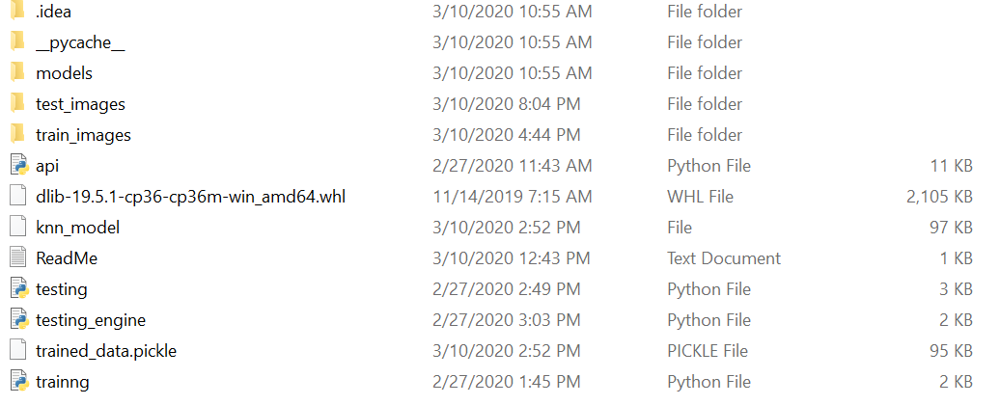 .idea 3/10/2020 10:55 AM File folder
__pycache__ 3/10/2020 10:55 AM File folder
models 3/10/2020 10:55 AM File folder
test_images 3/10/2020 8:04 PM File folder
train_images 3/10/2020 4:44 PM File folder
api 2/27/2020 11:43 AM Python File 11 KB
dlib-19.5.1-cp36-cp36m-win_amd64.whl 11/14/2019 7:15 AM WHL File 2,105 KB
knn_model 3/10/2020 2:52 PM File 97 KB
ReadMe 3/10/2020 12:43 PM Text Document 1 KB
testing 2/27/2020 2:49 PM Python File 3 KB
testing_engine 2/27/2020 3:03 PM Python File 2 KB
trained_data.pickle 3/10/2020 2:52 PM PICKLE File 95 KB
trainng 2/27/2020 1:45 PM Python File 2 KB